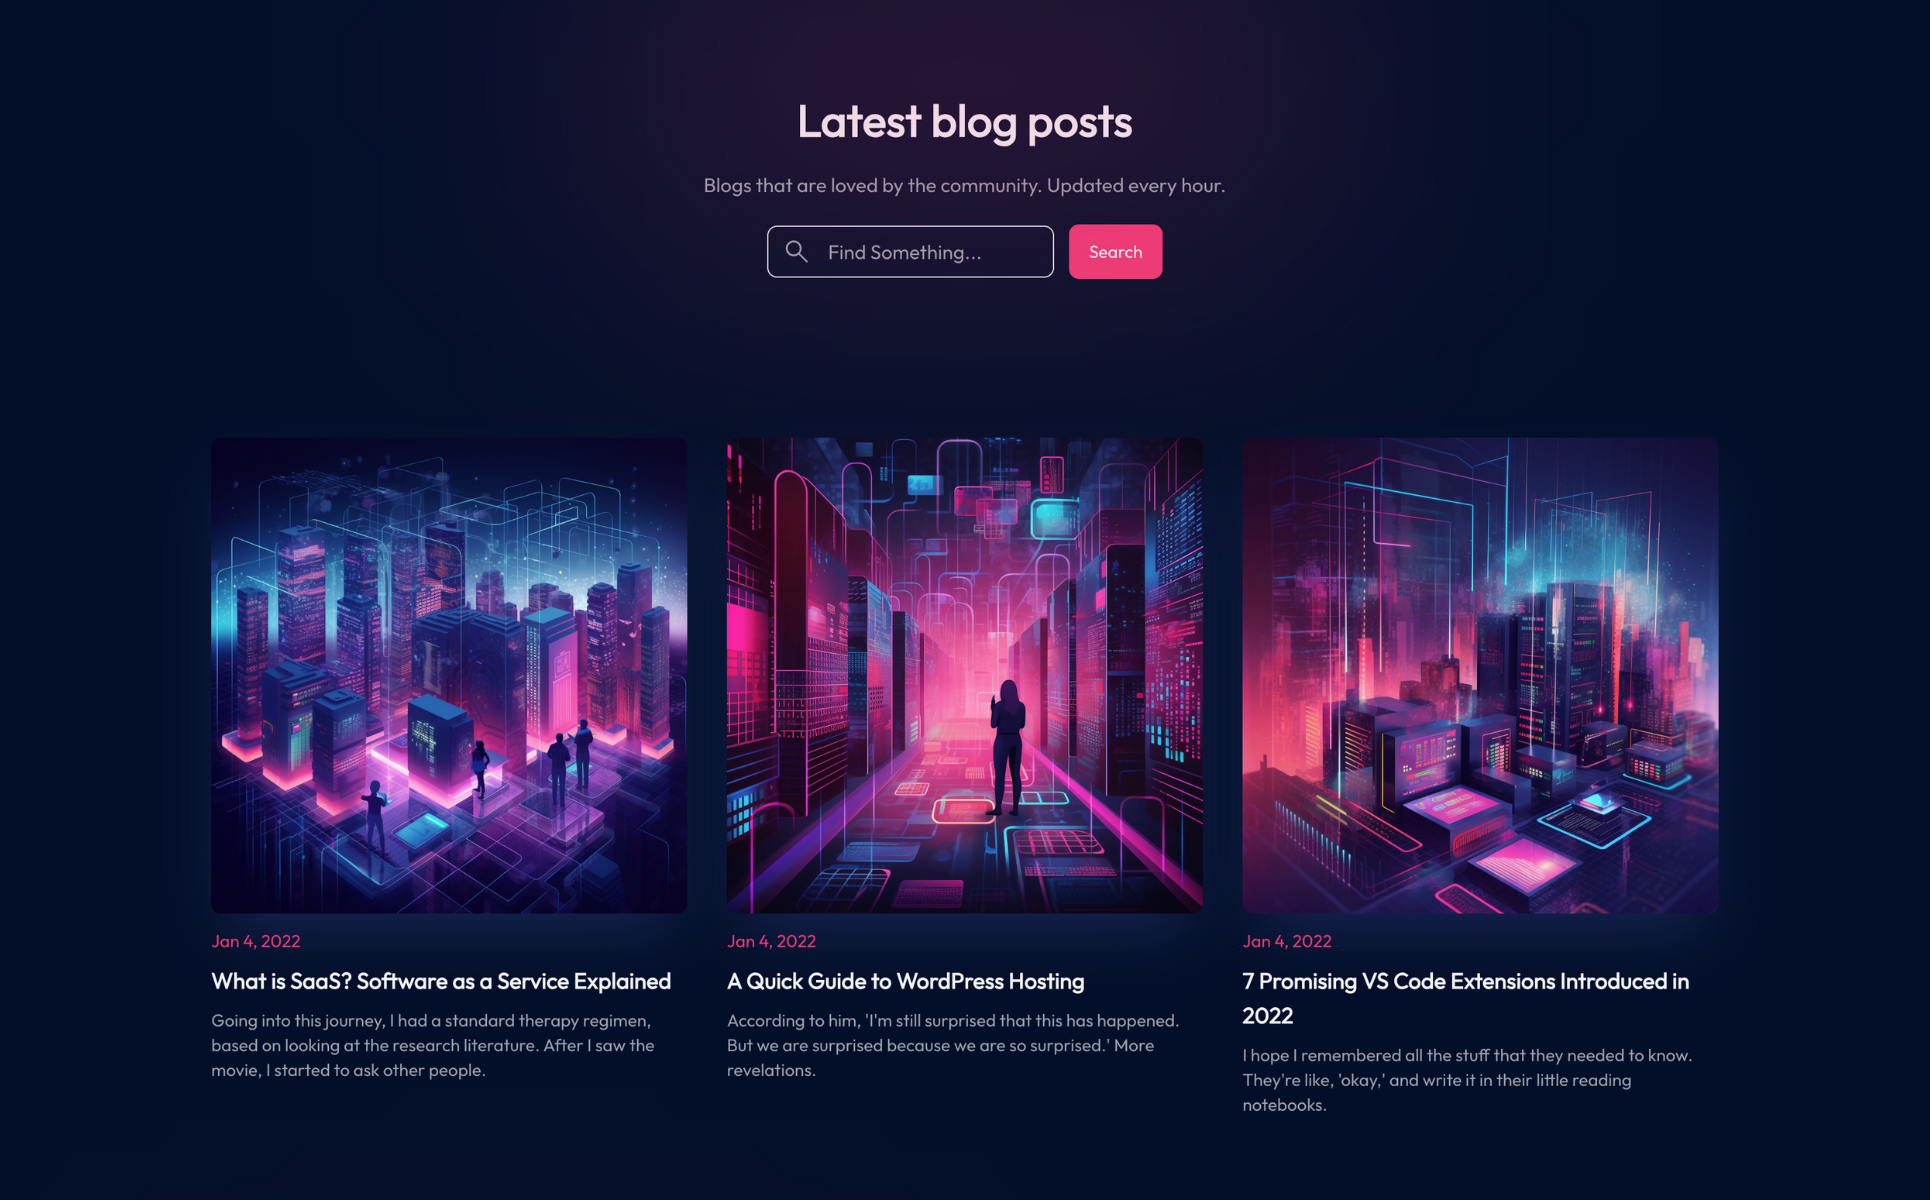 Latest blog posts
Blogs that are loved by the community. Updated every hour.
Find Something...
Search
Jan 4, 2022
What is SaaS? Software as a Service Explained
Going into this journey, I had a standard therapy regimen,
based on looking at the research literature. After I saw the
movie, I started to ask other people.
Jan 4, 2022
A Quick Guide to WordPress Hosting
According to him, 'I'm still surprised that this has happened.
But we are surprised because we are so surprised.' More
revelations.
Jan 4, 2022
7 Promising VS Code Extensions Introduced in
2022
I hope I remembered all the stuff that they needed to know.
They're like, 'okay,' and write it in their little reading
notebooks.